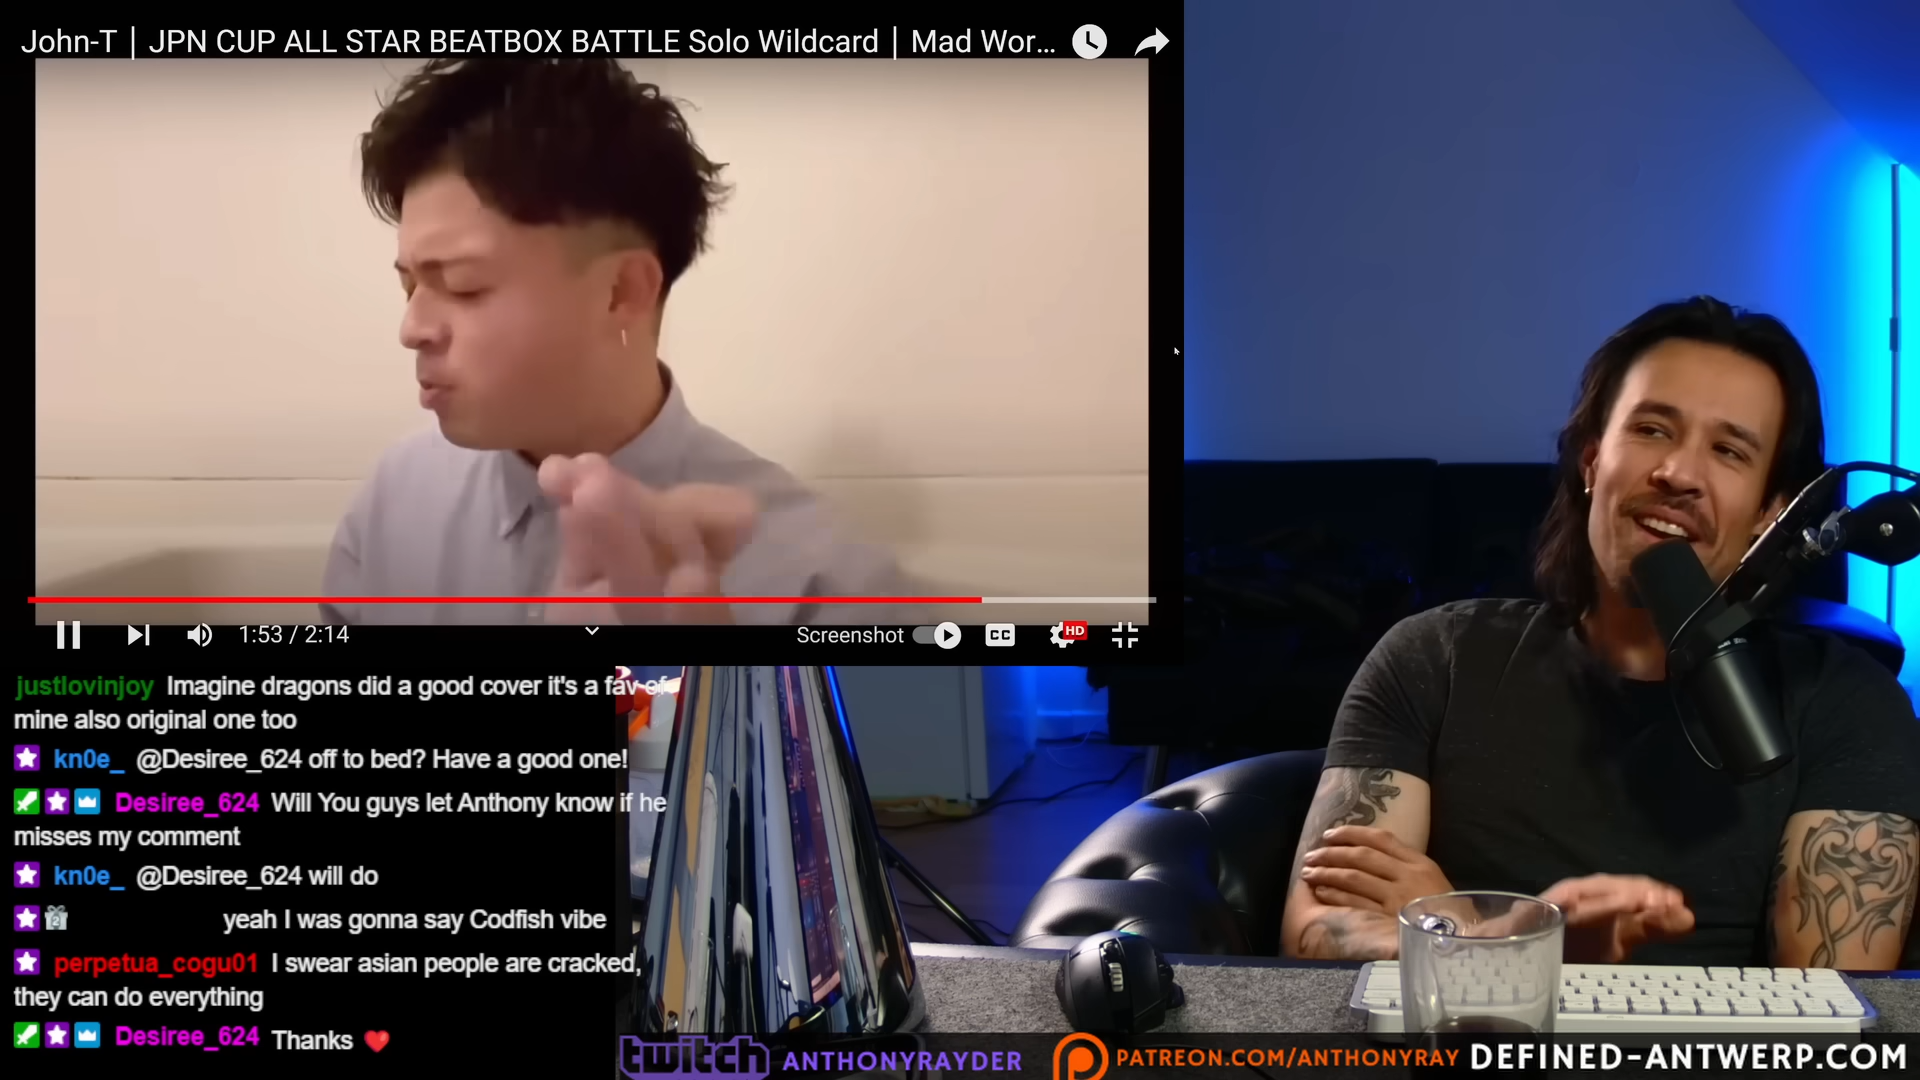 John-T | JPN CUP ALL STAR BEATBOX BATTLE Solo Wildcard | Mad Wor...
1:53 / 2:14
Screenshot
CC
HD
justlovinjoy Imagine dragons did a good cover it's a fav of
mine also original one too
kn0e_ @Desiree_624 off to bed? Have a good one!
Desiree_624 Will You guys let Anthony know if he
misses my comment
kn0e_ @Desiree_624 will do
yeah I was gonna say Codfish vibe
perpetua_cogu01 I swear asian people are cracked,
they can do everything
Desiree_624 Thanks ❤️
twitch ANTHONYRAYDER PATREON.COM/ANTHONYRAY DEFINED-ANTWERP.COM